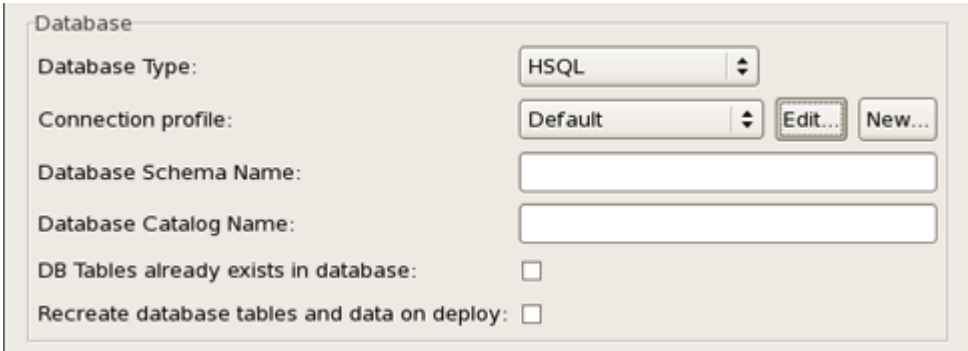 Database
Database Type: HSQL
Connection profile: Default Edit... New...
Database Schema Name:
Database Catalog Name:
DB Tables already exists in database:
Recreate database tables and data on deploy: